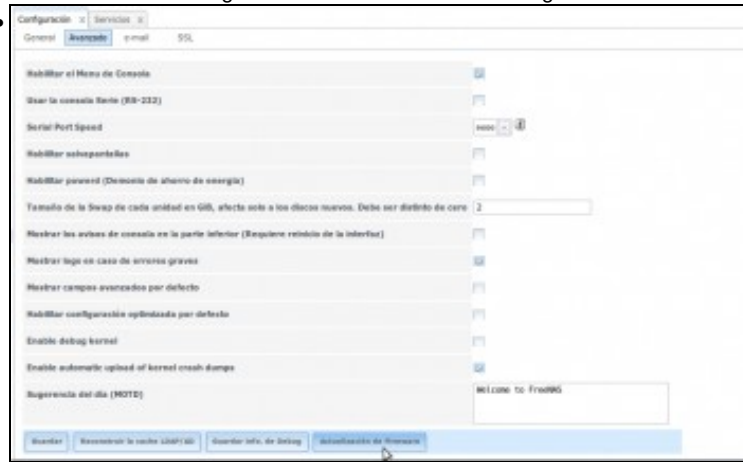 Configuración x Servicios x
General Avanzado e-mail SSL
Habilitar el Menu de Consola
Usar la consola Serie (RS-232)
Serial Port Speed 9600
Habilitar salvapantallas
Habilitar powerd (Demonio de ahorro de energía)
Tamaño de la Swap de cada unidad en GiB, afecta solo a los discos nuevos. Debe ser distinto de cero 2
Mostrar los avisos de consola en la parte inferior (Requiere reinicio de la interfaz)
Mostrar logs en caso de errores graves
Mostrar campos avanzados por defecto
Habilitar configuración optimizada por defecto
Enable debug kernel
Enable automatic upload of kernel crash dumps
Sugerencia del día (MOTD) Welcome to FreeNAS
Guardar Reconstruir la cache LDAP/AD Guardar Info. de Debug Actualización de Firmware